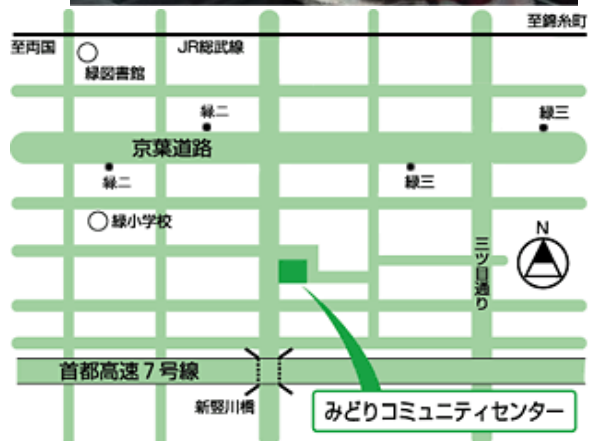 至錦糸町
至両国
JR総武線
緑図書館
緑二
緑三
京葉道路
緑二
緑三
緑小学校
N
三ツ目通り
首都高速7号線
新竪川橋
みどりコミュニティセンター